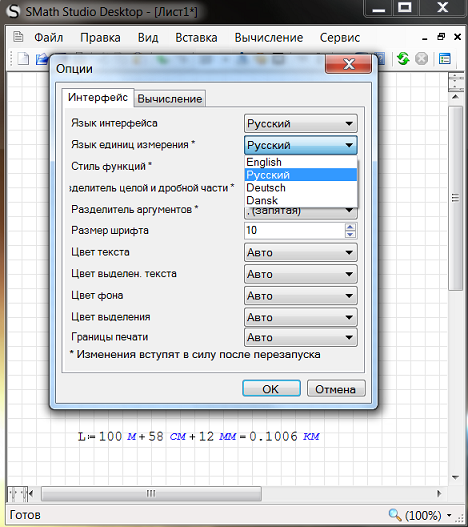 SMath Studio Desktop - [Лист1*]
Файл Правка Вид Вставка Вычисление Сервис
Опции
Интерфейс Вычисление
Язык интерфейса Русский
Язык единиц измерения * Русский
English
Стиль функций * Русский
зделитель целой и дробной части * Deutsch
Dansk
Разделитель аргументов * , (запятая)
Размер шрифта 10
Цвет текста Авто
Цвет выделен. текста Авто
Цвет фона Авто
Цвет выделения Авто
Границы печати Авто
* Изменения вступят в силу после перезапуска
OK Отмена
L:=100 м+58 см+12 мм=0.1006 км
Готов (100%)